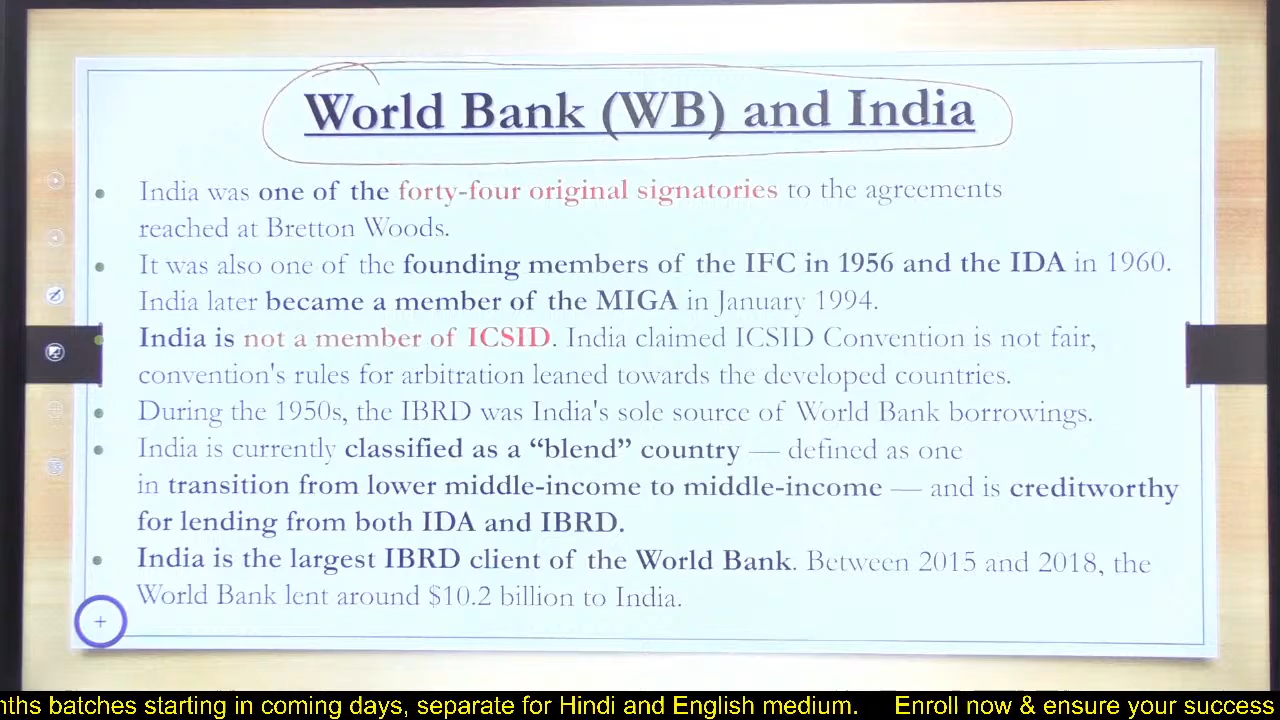 World Bank (WB) and India
• India was one of the forty-four original signatories to the agreements
reached at Bretton Woods.
• It was also one of the founding members of the IFC in 1956 and the IDA in 1960.
India later became a member of the MIGA in January 1994.
• India is not a member of ICSID. India claimed ICSID Convention is not fair,
convention's rules for arbitration leaned towards the developed countries.
• During the 1950s, the IBRD was India's sole source of World Bank borrowings.
• India is currently classified as a “blend” country — defined as one
in transition from lower middle-income to middle-income — and is creditworthy
for lending from both IDA and IBRD.
• India is the largest IBRD client of the World Bank. Between 2015 and 2018, the
World Bank lent around $10.2 billion to India.
batches starting in coming days, separate for Hindi and English medium. Enroll now & ensure your success